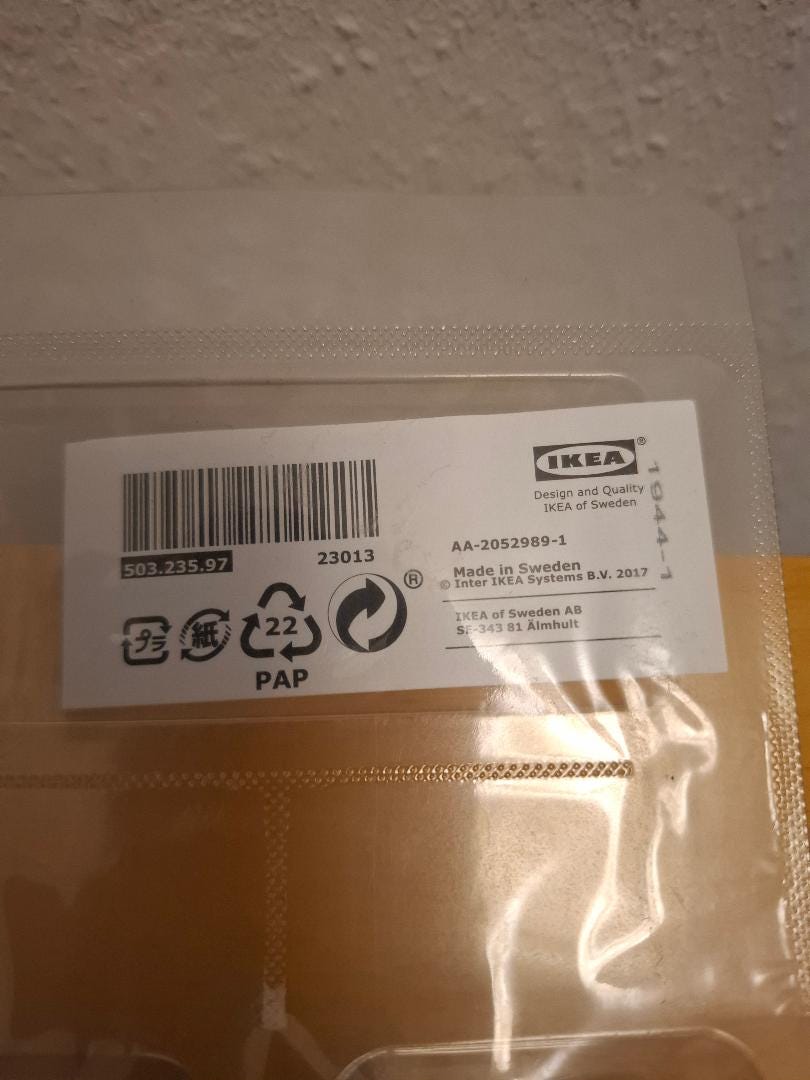 IKEA®
Design and Quality
IKEA of Sweden
1944-1
503.235.97
23013
AA-2052989-1
Made in Sweden
© Inter IKEA Systems B.V. 2017
IKEA of Sweden AB
SE-343 81 Älmhult
プラ
紙
22
PAP
®